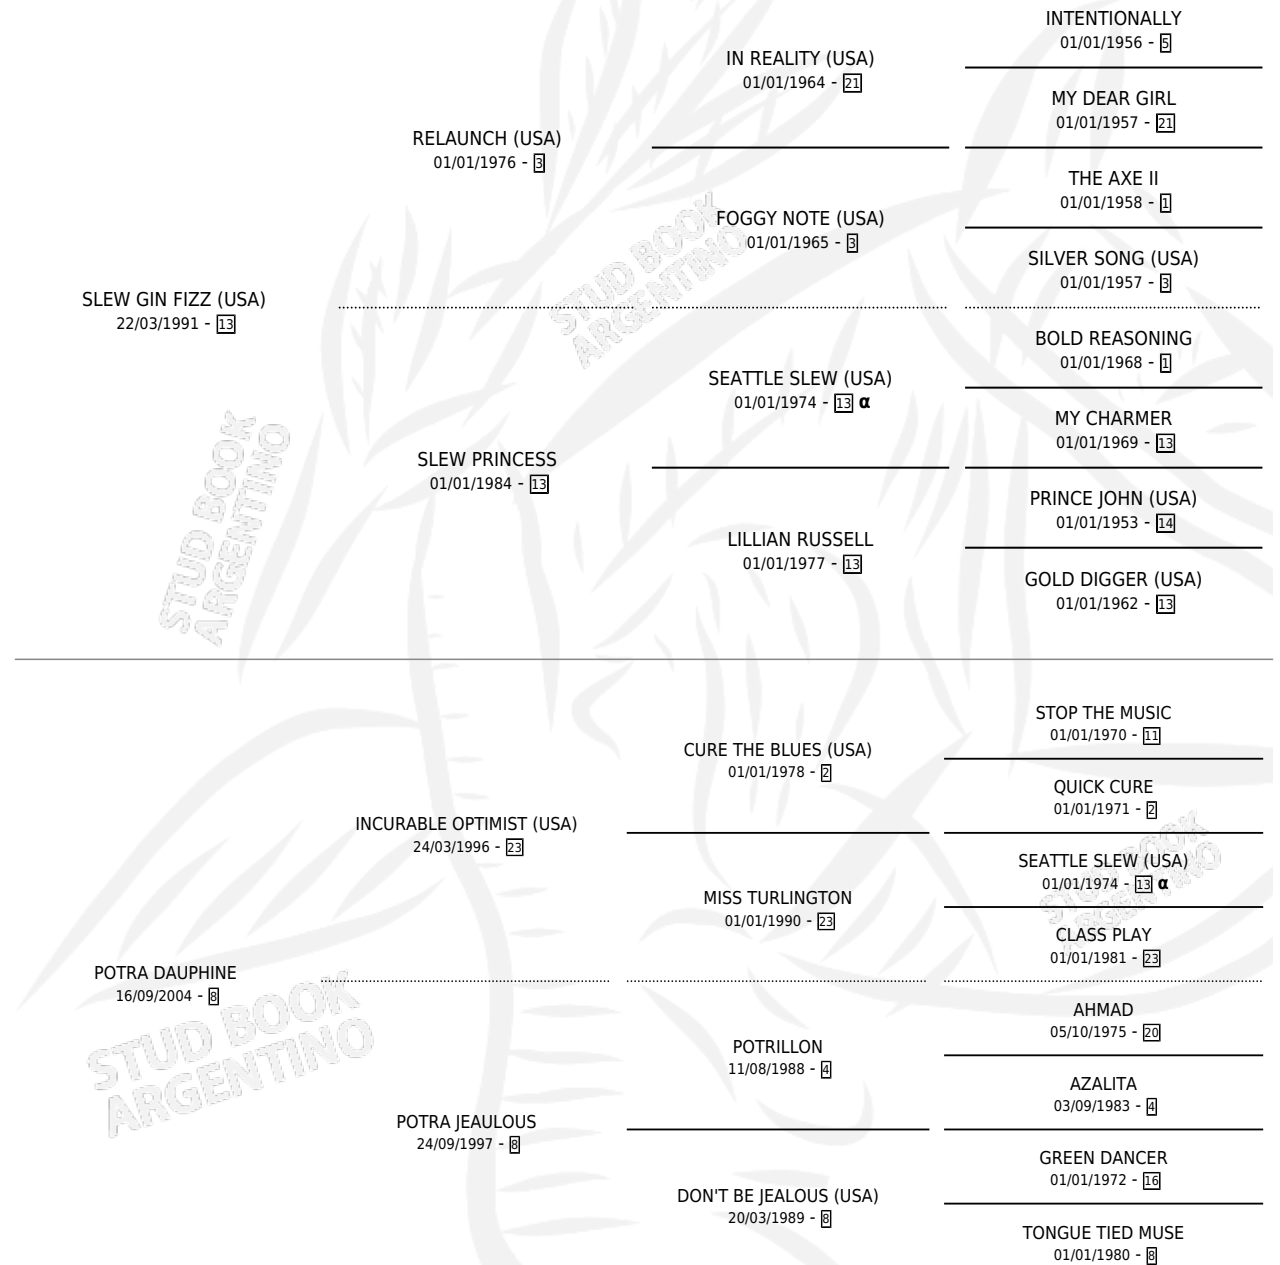 INTENTIONALLY
01/01/1956 - 5
IN REALITY (USA)
01/01/1964 - 21
MY DEAR GIRL
01/01/1957 - 21
RELAUNCH (USA)
01/01/1976 - 3
THE AXE II
01/01/1958 - 1
FOGGY NOTE (USA)
01/01/1965 - 3
SILVER SONG (USA)
01/01/1957 - 3
SLEW GIN FIZZ (USA)
22/03/1991 - 13
BOLD REASONING
01/01/1968 - 1
SEATTLE SLEW (USA)
01/01/1974 - 13 α
MY CHARMER
01/01/1969 - 13
SLEW PRINCESS
01/01/1984 - 13
PRINCE JOHN (USA)
01/01/1953 - 14
LILLIAN RUSSELL
01/01/1977 - 13
GOLD DIGGER (USA)
01/01/1962 - 13
STOP THE MUSIC
01/01/1970 - 11
CURE THE BLUES (USA)
01/01/1978 - 2
QUICK CURE
01/01/1971 - 2
INCURABLE OPTIMIST (USA)
24/03/1996 - 23
SEATTLE SLEW (USA)
01/01/1974 - 13 α
MISS TURLINGTON
01/01/1990 - 23
CLASS PLAY
01/01/1981 - 23
POTRA DAUPHINE
16/09/2004 - 8
AHMAD
05/10/1975 - 20
POTRILLON
11/08/1988 - 4
AZALITA
03/09/1983 - 4
POTRA JEAULOUS
24/09/1997 - 8
GREEN DANCER
01/01/1972 - 16
DON'T BE JEALOUS (USA)
20/03/1989 - 8
TONGUE TIED MUSE
01/01/1980 - 8
STUD BOOK
ARGENTINO
STUD BOOK
ARGENTINO
STUD BOOK
ARGENTINO
STUD BOOK
ARGENTINO